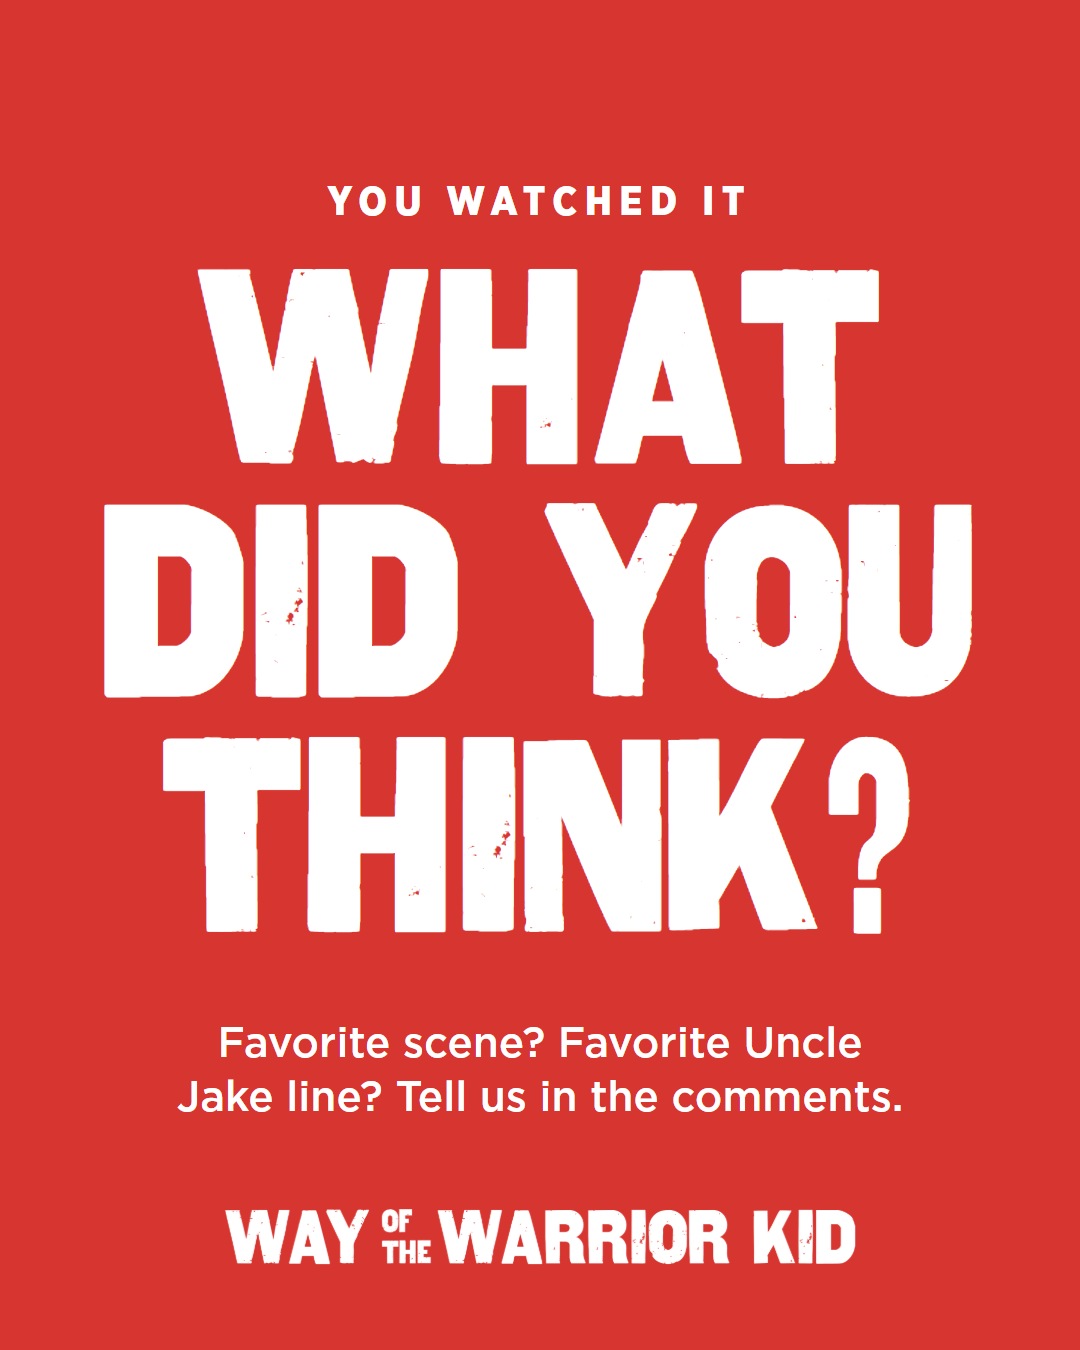 YOU WATCHED IT
WHAT
DID YOU
THINK?
Favorite scene? Favorite Uncle
Jake line? Tell us in the comments.
WAY OF THE WARRIOR KID